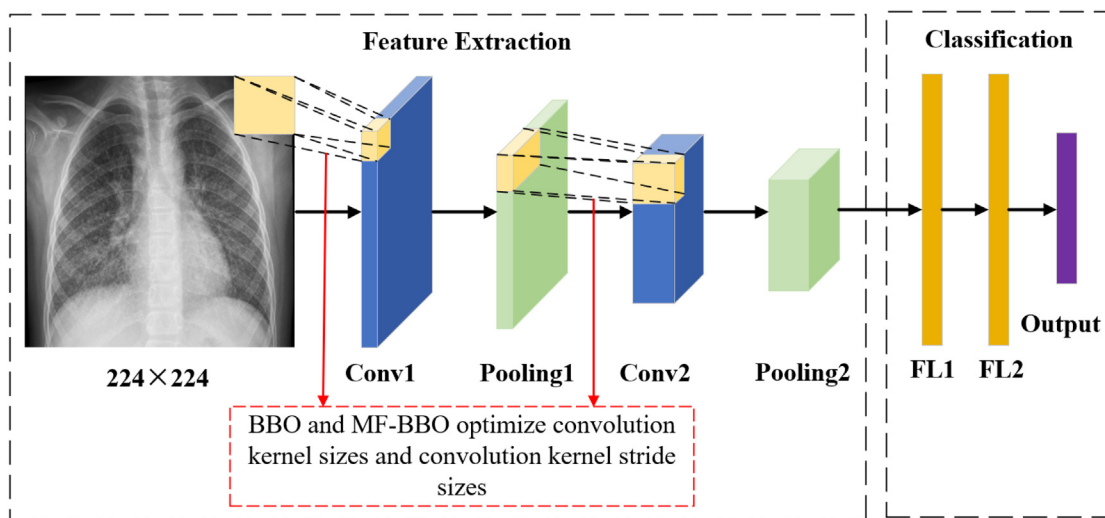 Feature Extraction
Classification
224×224
Conv1
Pooling1
Conv2
Pooling2
FL1
FL2
Output
BBO and MF-BBO optimize convolution
kernel sizes and convolution kernel stride
sizes